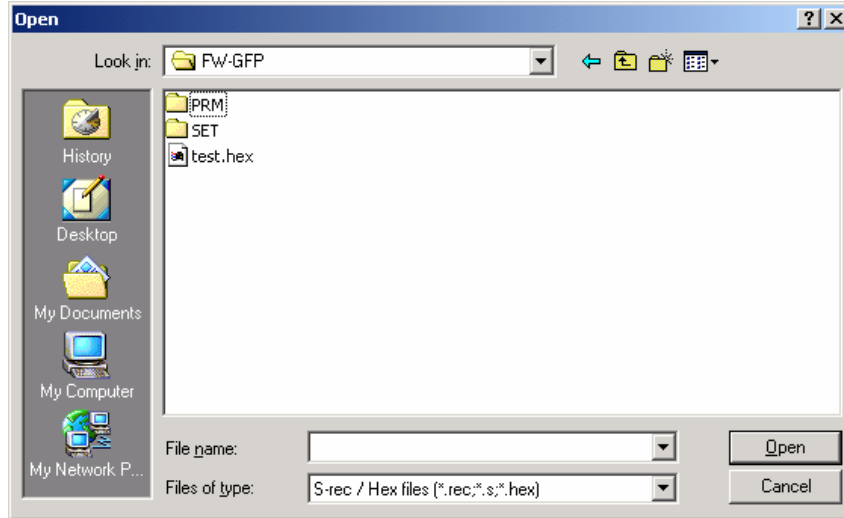 Open
Look in:
FW-GFP
PRM
SET
test.hex
History
Desktop
My Documents
My Computer
My Network P...
File name:
Open
Files of type:
S-rec / Hex files (*.rec;*.s;*.hex)
Cancel